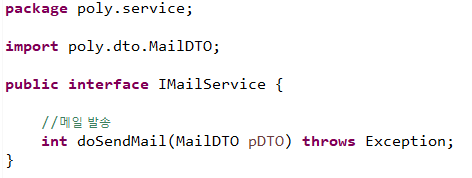 package poly.service;
import poly.dto.MailDTO;
public interface IMailService {
//메일 발송
int doSendMail(MailDTO pDTO) throws Exception;
}